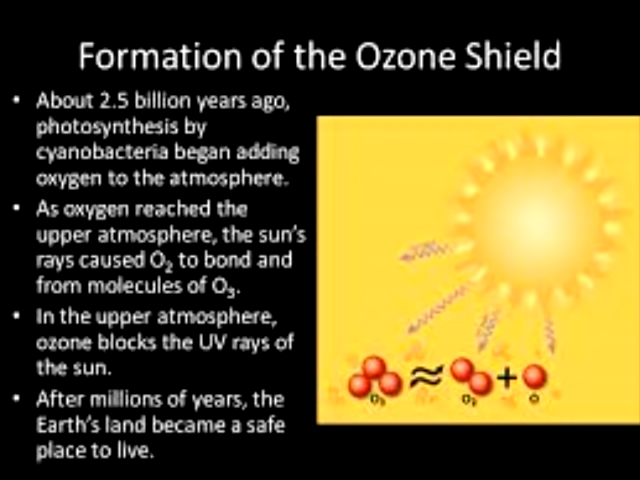 Formation of the Ozone Shield
• About 2.5 billion years ago,
photosynthesis by
cyanobacteria began adding
oxygen to the atmosphere.
• As oxygen reached the
upper atmosphere, the sun's
rays caused O₂ to bond and
from molecules of O₃.
• In the upper atmosphere,
ozone blocks the UV rays of
the sun.
• After millions of years, the
Earth's land became a safe
place to live.
≈ +
O₃ O₂ O